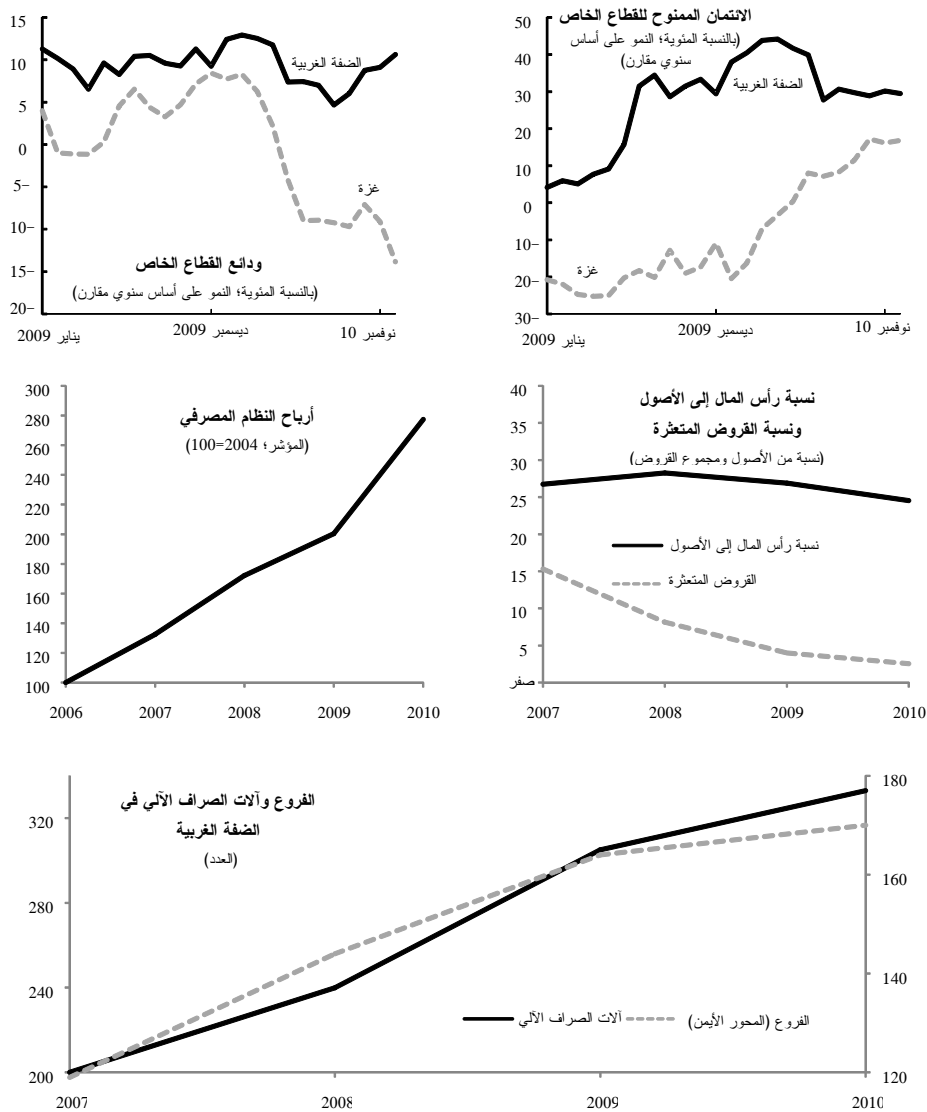 الائتمان الممنوح للقطاع الخاص
(بالنسبة المئوية؛ النمو على أساس
سنوي مقارن)
50
40
30
20
10
0
10–
20–
30–
الضفة الغربية
غزة
يناير 2009
ديسمبر 2009
نوفمبر 10
15
10
5
0
5–
10–
15–
20–
الضفة الغربية
غزة
ودائع القطاع الخاص
(بالنسبة المئوية؛ النمو على أساس سنوي مقارن)
يناير 2009
ديسمبر 2009
نوفمبر 10
نسبة رأس المال إلى الأصول
ونسبة القروض المتعثرة
(نسبة من الأصول ومجموع القروض)
40
35
30
25
20
15
10
5
صفر
نسبة رأس المال إلى الأصول
القروض المتعثرة
2007 2008 2009 2010
أرباح النظام المصرفي
(المؤشر؛ 2004=100)
300
280
260
240
220
200
180
160
140
120
100
2006 2007 2008 2009 2010
الفروع وآلات الصراف الآلي في
الضفة الغربية
(العدد)
320
280
240
200
180
160
140
120
الفروع (المحور الأيمن)
آلات الصراف الآلي
2007 2008 2009 2010